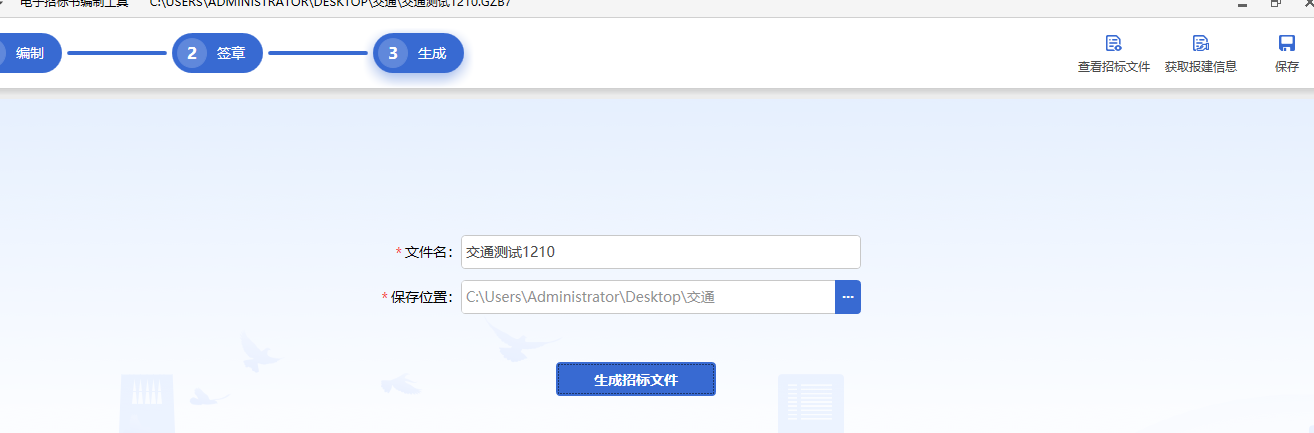 电子招标书编制工具 C:\USERS\ADMINISTRATOR\DESKTOP\交通\交通测试1210.GZB7
编制 2 签章 3 生成
查看招标文件 获取报建信息 保存
*文件名： 交通测试1210
*保存位置： C:\Users\Administrator\Desktop\交通 ...
生成招标文件